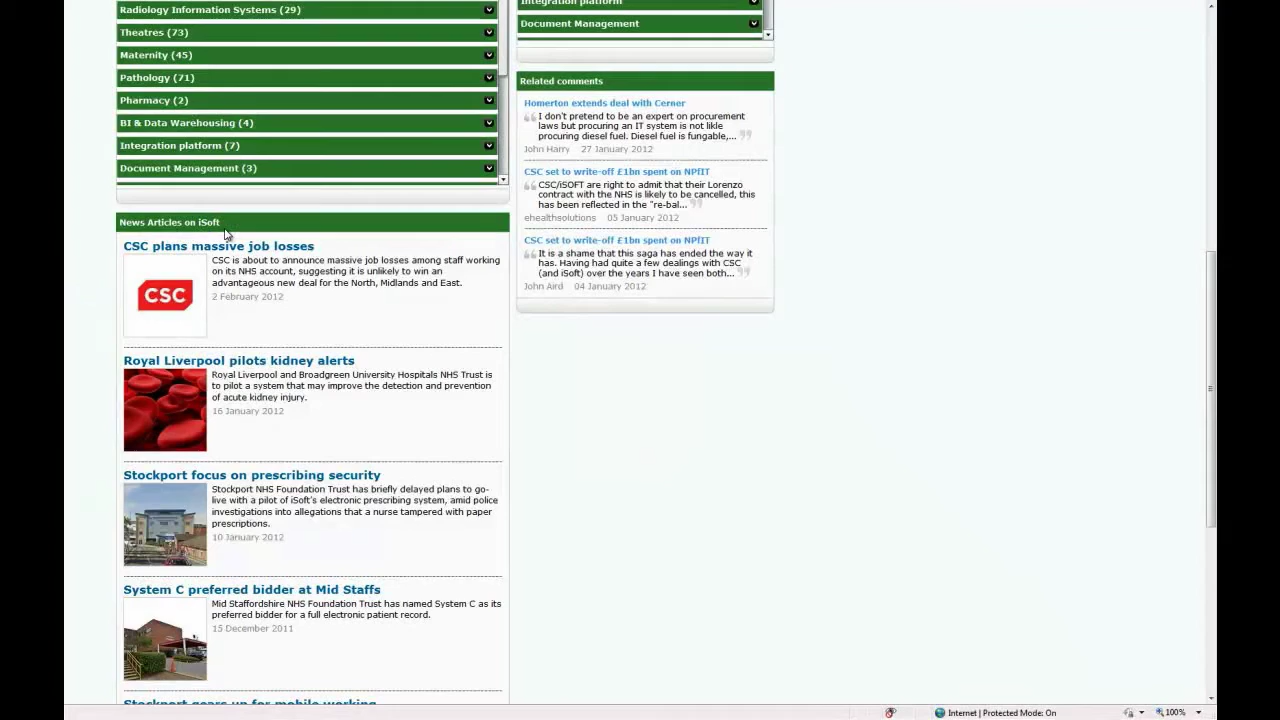 Radiology Information Systems (29)
Theatres (73)
Maternity (45)
Pathology (71)
Pharmacy (2)
BI & Data Warehousing (4)
Integration platform (7)
Document Management (3)
Integration platform
Document Management
Related comments
Homerton extends deal with Cerner
I don't pretend to be an expert on procurement
laws but procuring an IT system is not likle
procuring diesel fuel. Diesel fuel is fungable,...
John Harry 27 January 2012
CSC set to write-off £1bn spent on NPfIT
CSC/iSOFT are right to admit that their Lorenzo
contract with the NHS is likely to be cancelled, this
has been reflected in the "re-bal...
ehealthsolutions 05 January 2012
CSC set to write-off £1bn spent on NPfIT
It is a shame that this saga has ended the way it
has. Having had quite a few dealings with CSC
(and iSoft) over the years I have seen both...
John Aird 04 January 2012
News Articles on iSoft
CSC plans massive job losses
CSC is about to announce massive job losses among staff working
on its NHS account, suggesting it is unlikely to win an
advantageous new deal for the North, Midlands and East.
2 February 2012
CSC
Royal Liverpool pilots kidney alerts
Royal Liverpool and Broadgreen University Hospitals NHS Trust is
to pilot a system that may improve the detection and prevention
of acute kidney injury.
16 January 2012
Stockport focus on prescribing security
Stockport NHS Foundation Trust has briefly delayed plans to go-
live with a pilot of iSoft's electronic prescribing system, amid police
investigations into allegations that a nurse tampered with paper
prescriptions.
10 January 2012
System C preferred bidder at Mid Staffs
Mid Staffordshire NHS Foundation Trust has named System C as its
preferred bidder for a full electronic patient record.
15 December 2011
Stockport gears up for mobile working
Internet | Protected Mode: On
100%